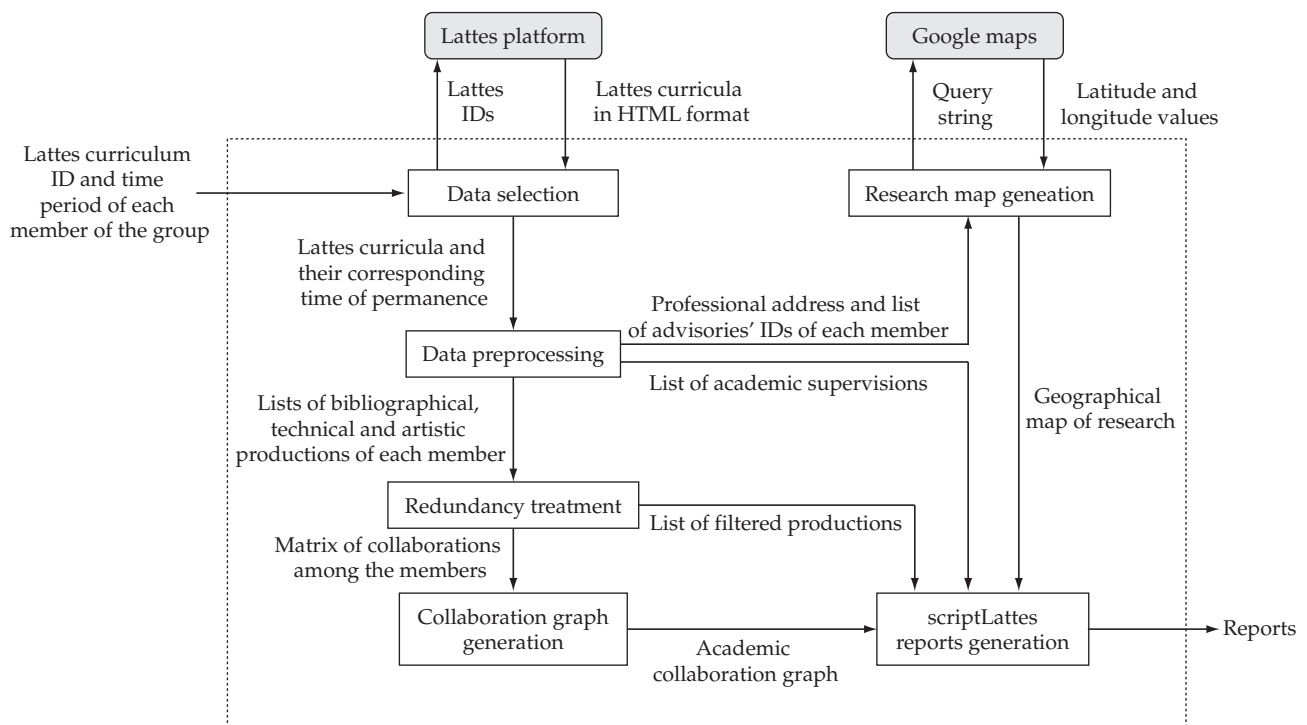 Lattes platform
Google maps
Lattes
IDs
Lattes curricula
in HTML format
Query
string
Latitude and
longitude values
Lattes curriculum
ID and time
period of each
member of the group
Data selection
Research map geneation
Lattes curricula and
their corresponding
time of permanence
Professional address and list
of advisories’ IDs of each member
Data preprocessing
List of academic supervisions
Lists of bibliographical,
technical and artistic
productions of each member
Geographical
map of research
Redundancy treatment
List of filtered productions
Matrix of collaborations
among the members
Collaboration graph
generation
Academic
collaboration graph
scriptLattes
reports generation
Reports